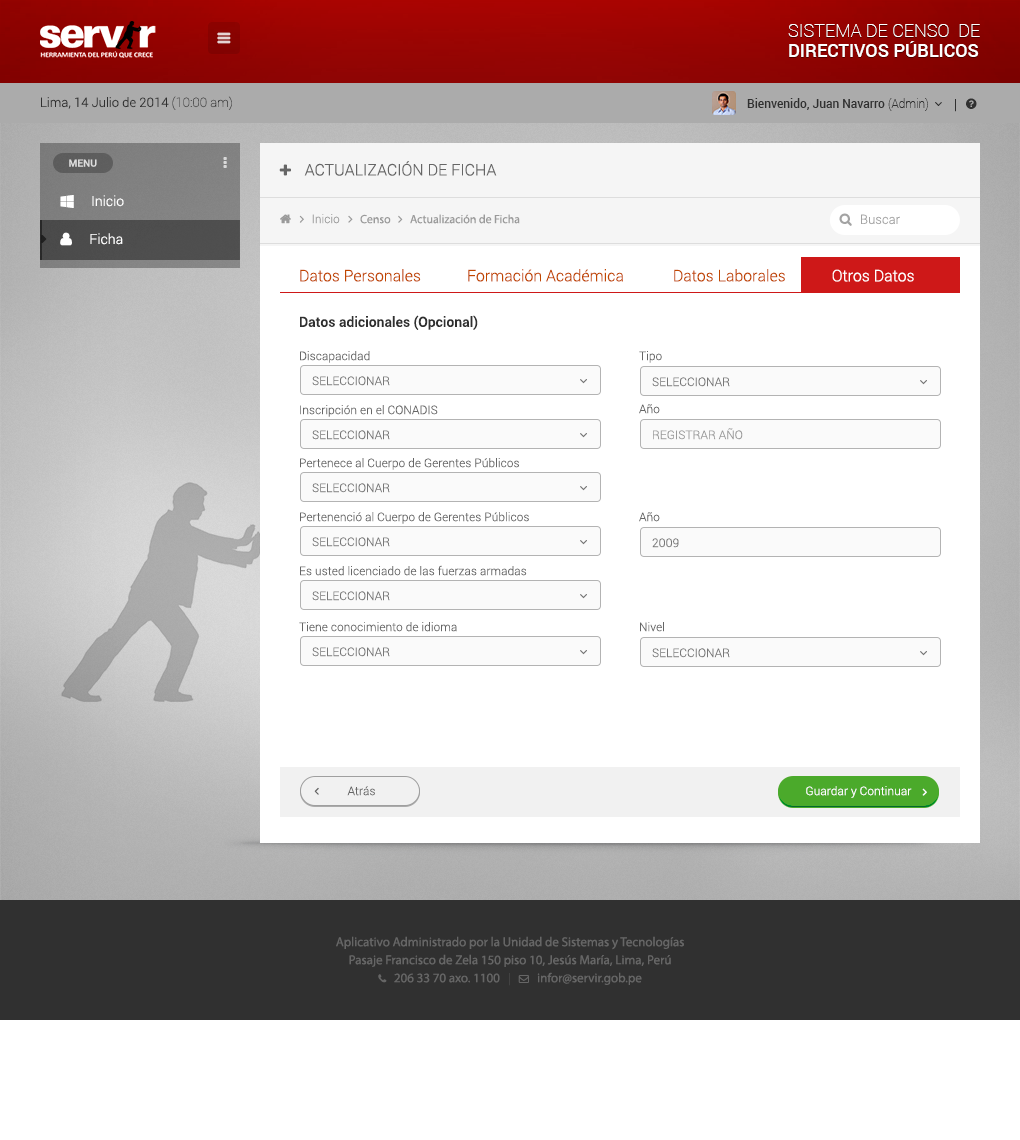 servir
HERRAMIENTA DEL PERÚ QUE CRECE
SISTEMA DE CENSO DE
DIRECTIVOS PÚBLICOS
Lima, 14 Julio de 2014 (10:00 am)
Bienvenido, Juan Navarro (Admin) |
MENU
Inicio
Ficha
ACTUALIZACIÓN DE FICHA
Inicio > Censo > Actualización de Ficha
Buscar
Datos Personales Formación Académica Datos Laborales Otros Datos
Datos adicionales (Opcional)
Discapacidad Tipo
SELECCIONAR SELECCIONAR
Inscripción en el CONADIS Año
SELECCIONAR REGISTRAR AÑO
Pertenece al Cuerpo de Gerentes Públicos
SELECCIONAR
Pertenenció al Cuerpo de Gerentes Públicos Año
SELECCIONAR 2009
Es usted licenciado de las fuerzas armadas
SELECCIONAR
Tiene conocimiento de idioma Nivel
SELECCIONAR SELECCIONAR
Atrás Guardar y Continuar
Aplicativo Administrado por la Unidad de Sistemas y Tecnologías
Pasaje Francisco de Zela 150 piso 10, Jesús María, Lima, Perú
206 33 70 axo. 1100 | infor@servir.gob.pe